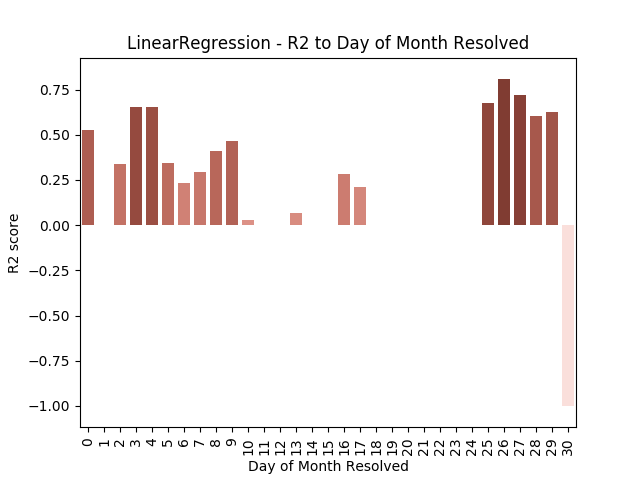 LinearRegression - R2 to Day of Month Resolved
R2 score
0.75
0.50
0.25
0.00
−0.25
−0.50
−0.75
−1.00
0 1 2 3 4 5 6 7 8 9 10 11 12 13 14 15 16 17 18 19 20 21 22 23 24 25 26 27 28 29 30
Day of Month Resolved